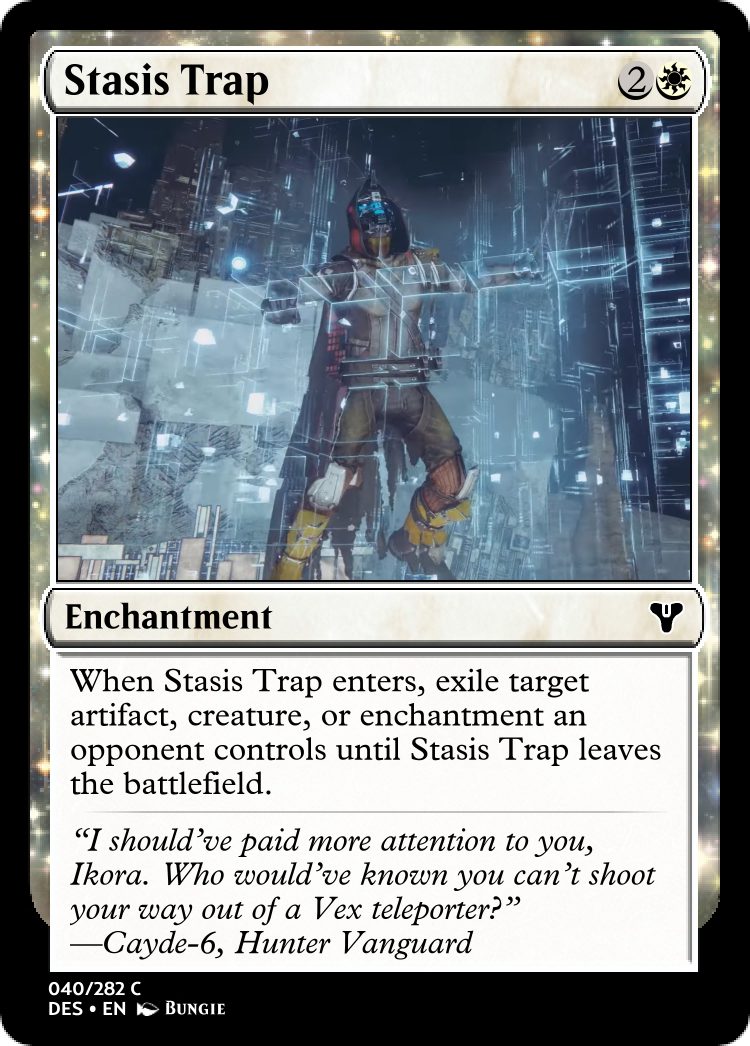 Stasis Trap 2
Enchantment
When Stasis Trap enters, exile target
artifact, creature, or enchantment an
opponent controls until Stasis Trap leaves
the battlefield.
“I should’ve paid more attention to you,
Ikora. Who would’ve known you can’t shoot
your way out of a Vex teleporter?”
—Cayde-6, Hunter Vanguard
040/282 C
DES • EN Bungie